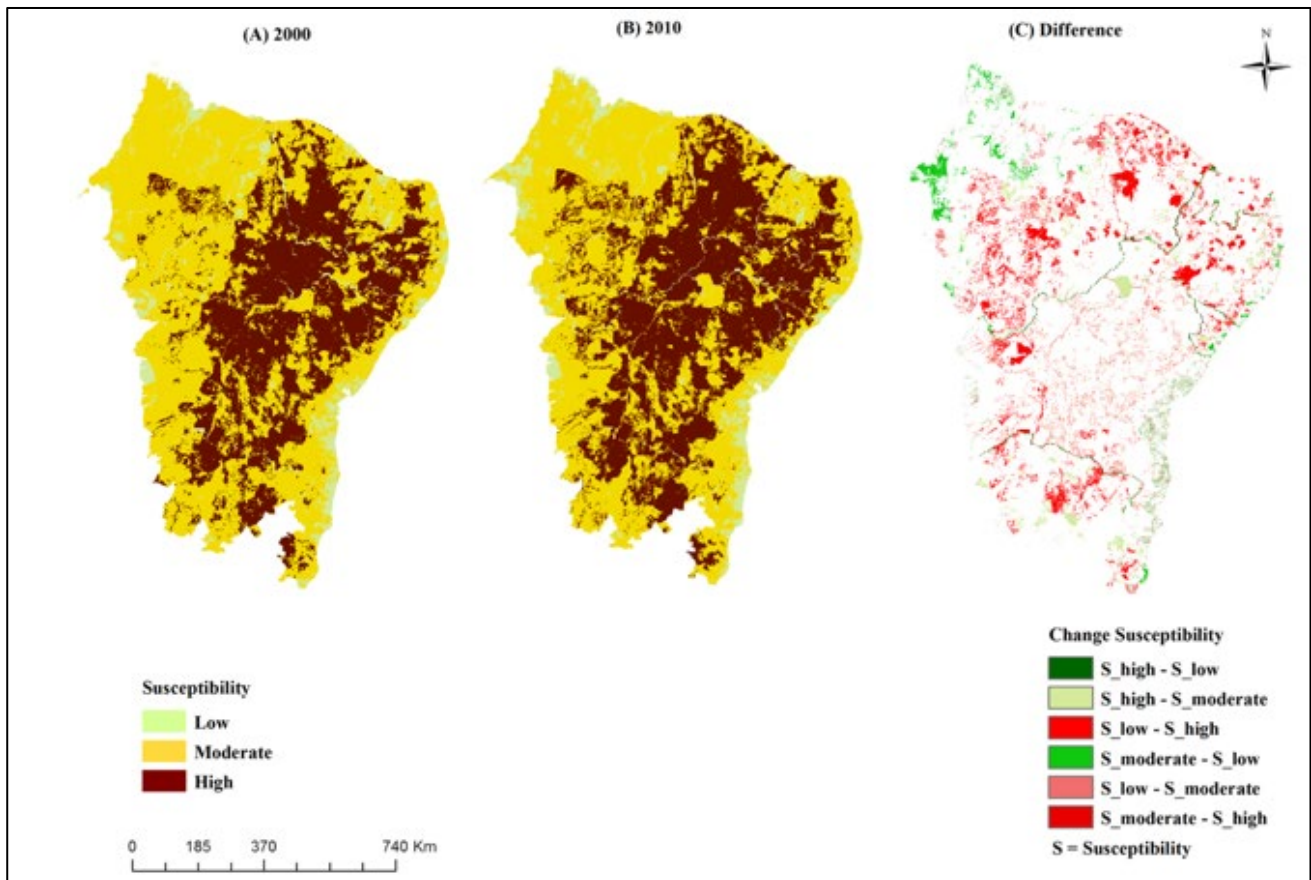 (A) 2000
(B) 2010
(C) Difference
N
Susceptibility
Low
Moderate
High
0 185 370 740 Km
Change Susceptibility
S_high - S_low
S_high - S_moderate
S_low - S_high
S_moderate - S_low
S_low - S_moderate
S_moderate - S_high
S = Susceptibility